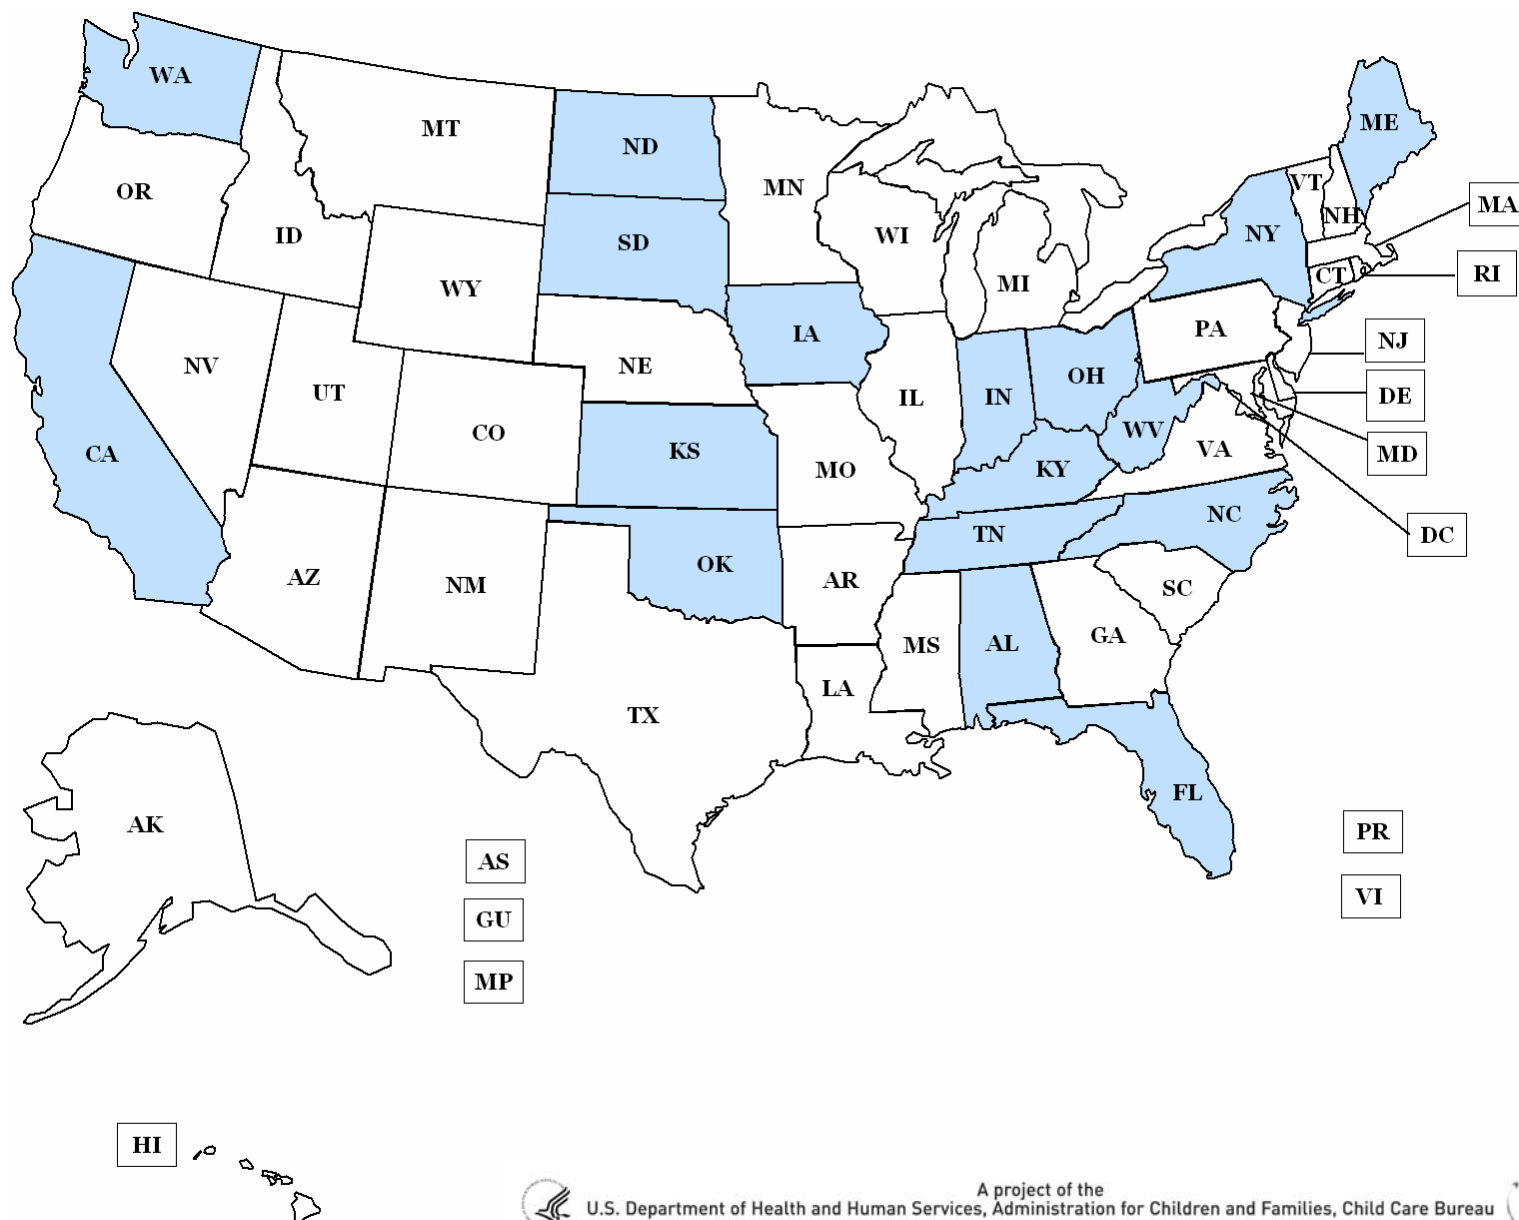 WA
MT
ND
ME
MN
OR
VT
MA
NH
WI
ID
SD
NY
RI
CT
WY
MI
IA
PA
NJ
NV
NE
UT
OH
IN
IL
DE
CO
WV
CA
KS
VA
MD
MO
KY
NC
TN
DC
OK
AZ
AR
NM
SC
GA
MS
AL
LA
TX
FL
AK
PR
AS
VI
GU
MP
HI
A project of the
U.S. Department of Health and Human Services, Administration for Children and Families, Child Care Bureau